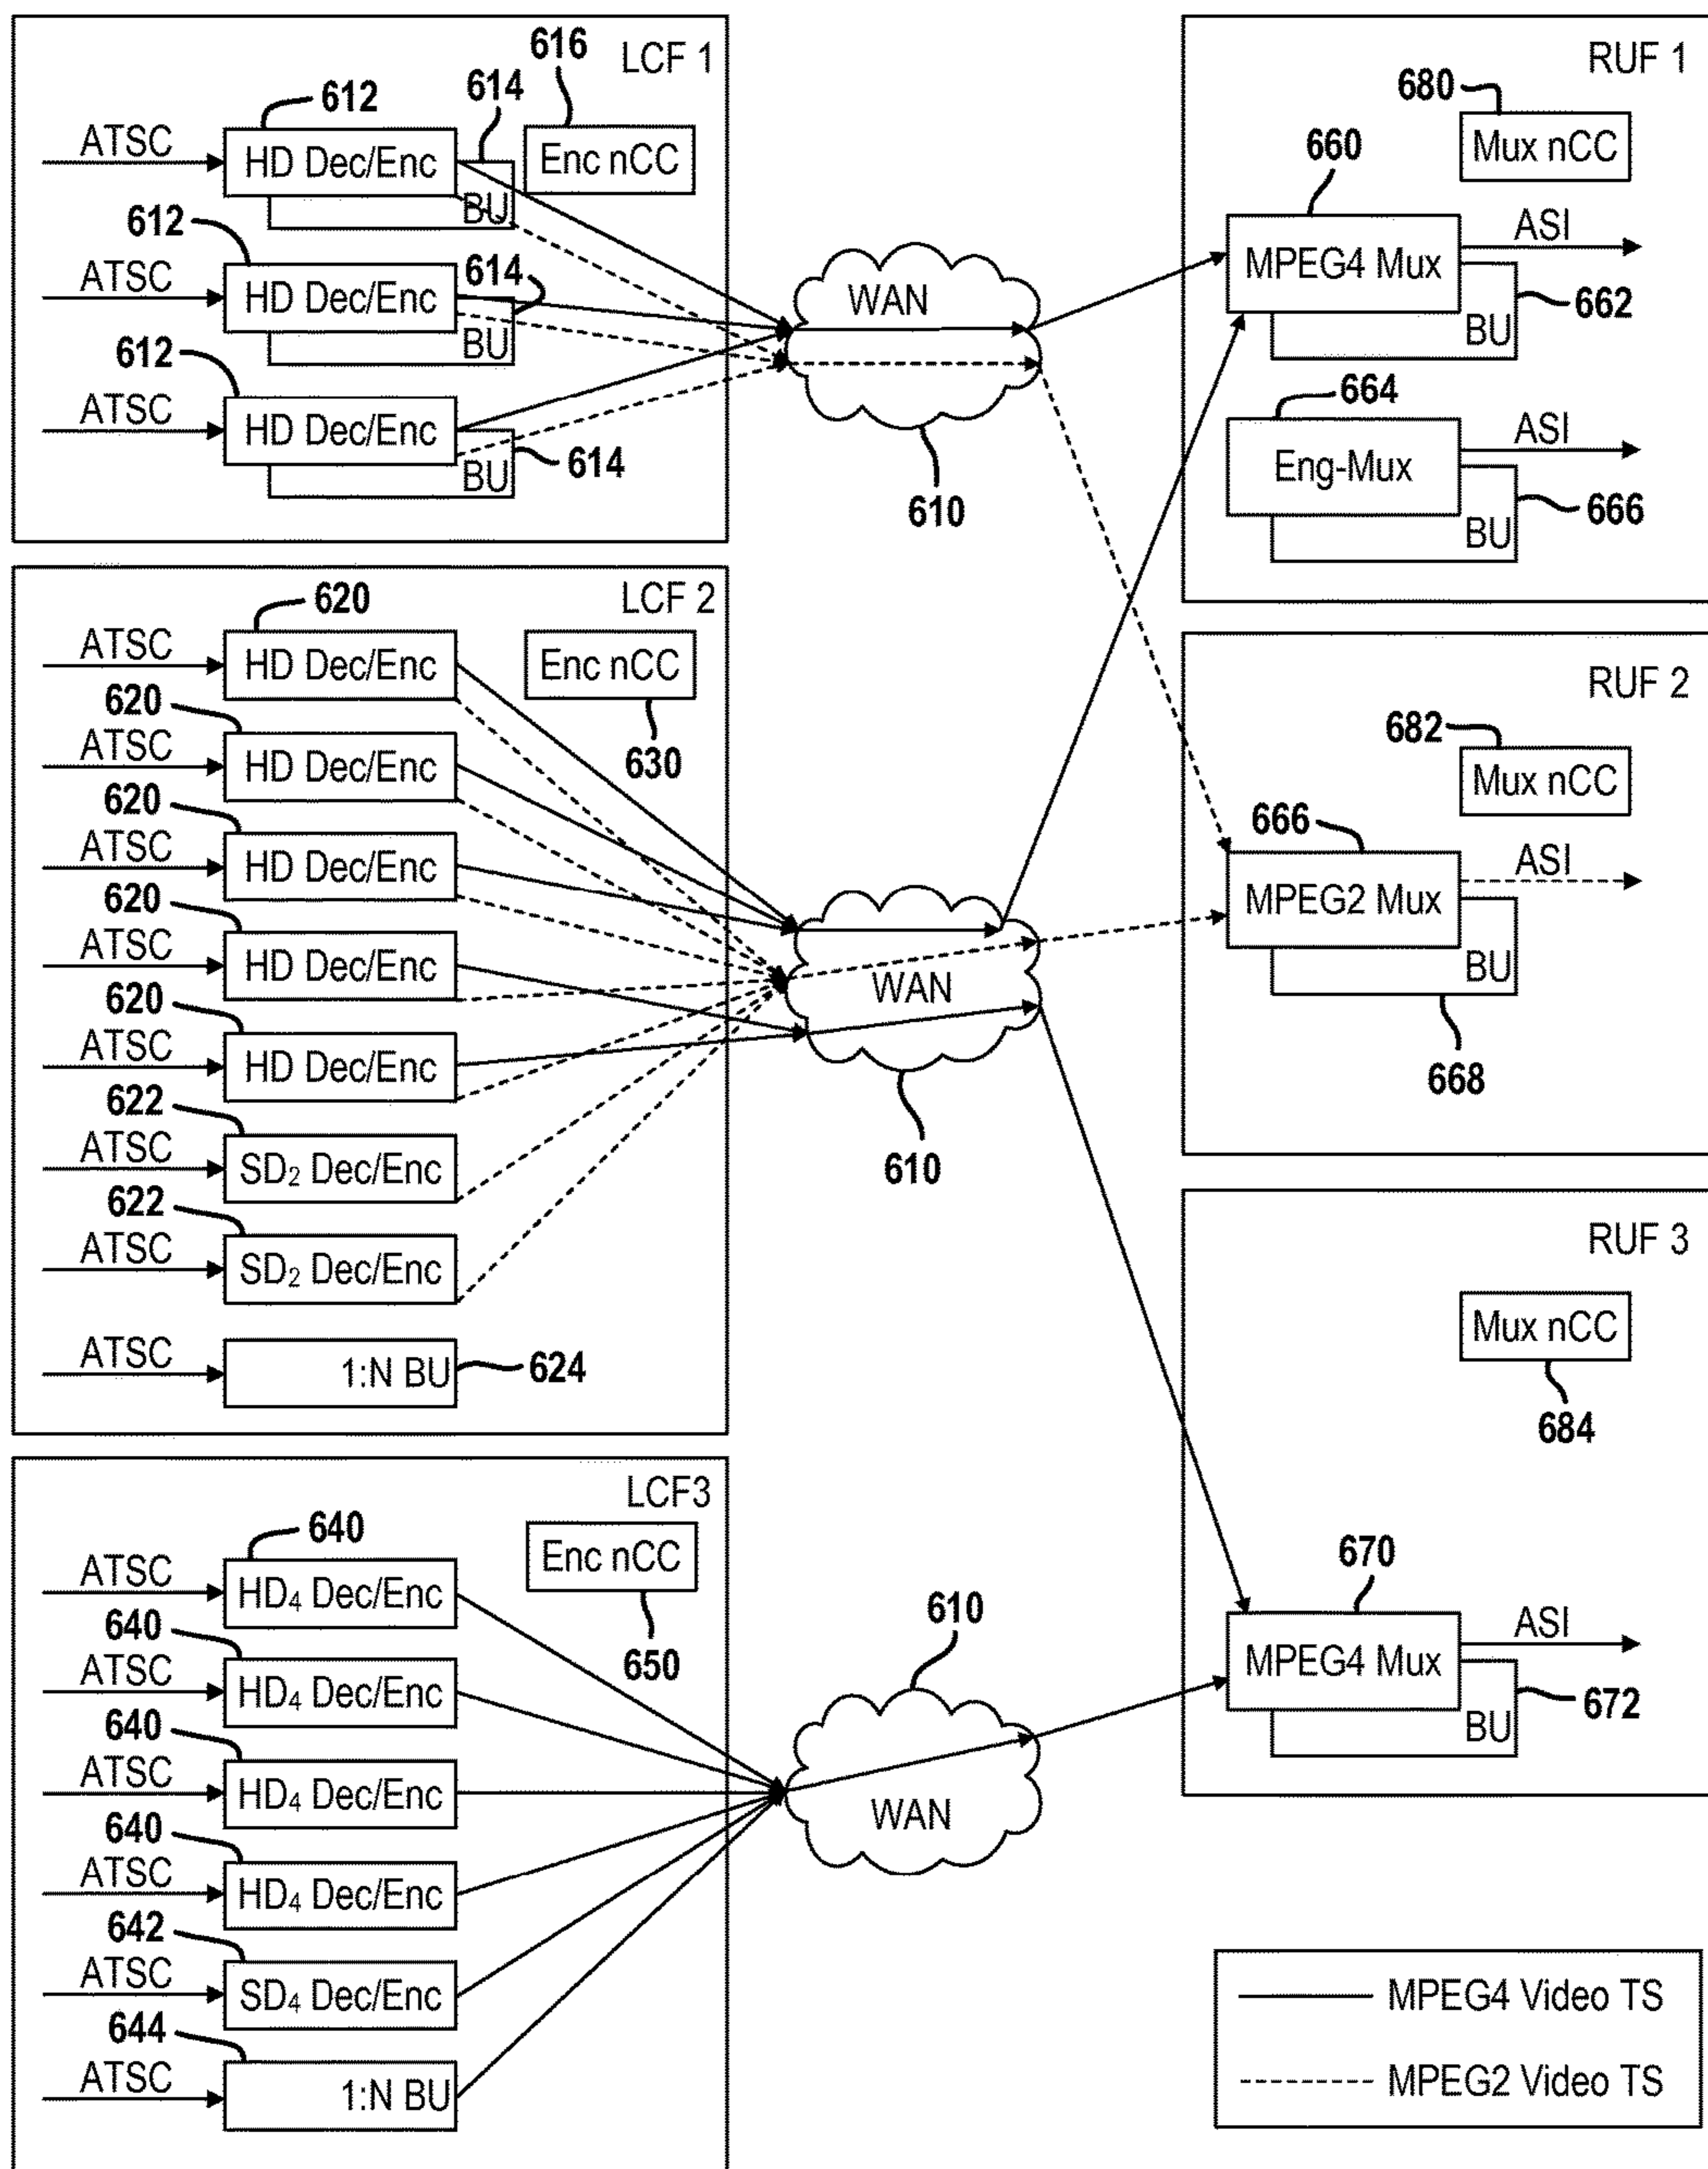 LCF 1
616
612
614
ATSC
HD Dec/Enc
Enc nCC
BU
612
614
ATSC
HD Dec/Enc
BU
612
ATSC
HD Dec/Enc
BU
614
WAN
610
RUF 1
680
Mux nCC
660
MPEG4 Mux
ASI
662
BU
664
Eng-Mux
ASI
666
BU
LCF 2
620
ATSC
HD Dec/Enc
Enc nCC
630
620
ATSC
HD Dec/Enc
620
ATSC
HD Dec/Enc
620
ATSC
HD Dec/Enc
620
ATSC
HD Dec/Enc
622
ATSC
SD2 Dec/Enc
622
ATSC
SD2 Dec/Enc
ATSC
1:N BU
624
WAN
610
RUF 2
682
Mux nCC
666
MPEG2 Mux
ASI
BU
668
LCF3
640
ATSC
HD4 Dec/Enc
Enc nCC
650
640
ATSC
HD4 Dec/Enc
640
ATSC
HD4 Dec/Enc
640
ATSC
HD4 Dec/Enc
642
ATSC
SD4 Dec/Enc
644
ATSC
1:N BU
610
WAN
RUF 3
Mux nCC
684
670
MPEG4 Mux
ASI
672
BU
MPEG4 Video TS
MPEG2 Video TS